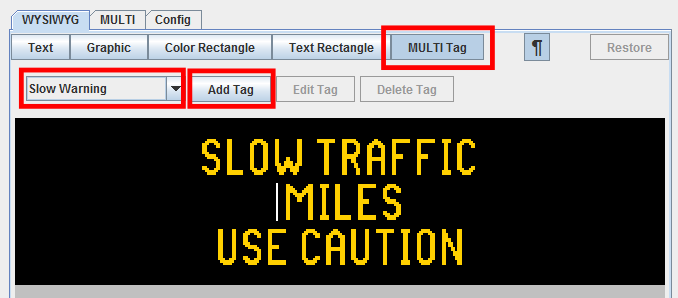 WYSIWYG MULTI Config
Text Graphic Color Rectangle Text Rectangle MULTI Tag ¶ Restore
Slow Warning Add Tag Edit Tag Delete Tag
SLOW TRAFFIC
MILES
USE CAUTION